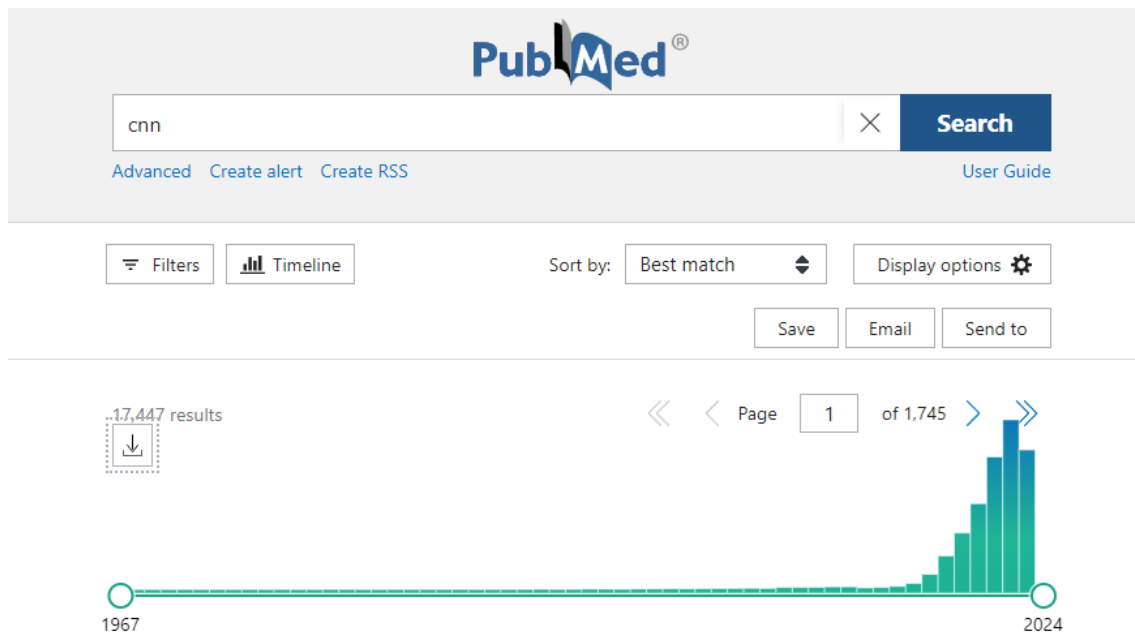 PubMed®
cnn
Search
Advanced Create alert Create RSS User Guide
Filters Timeline Sort by: Best match Display options
Save Email Send to
17,447 results Page 1 of 1,745
1967 2024